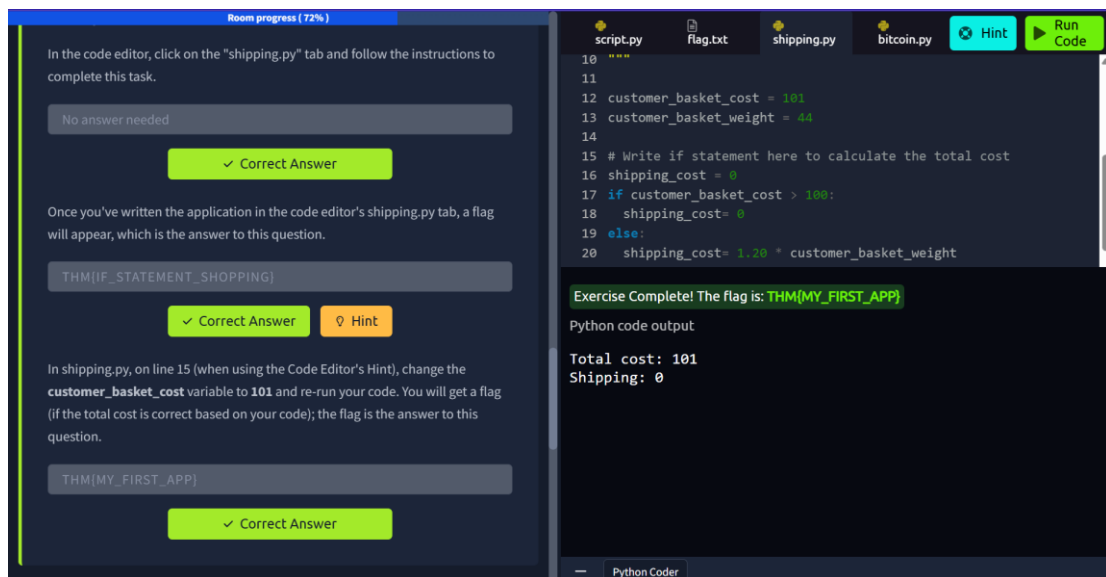 Room progress ( 72% )
In the code editor, click on the "shipping.py" tab and follow the instructions to
complete this task.
No answer needed
✓ Correct Answer
Once you've written the application in the code editor's shipping.py tab, a flag
will appear, which is the answer to this question.
THM{IF_STATEMENT_SHOPPING}
✓ Correct Answer
Hint
In shipping.py, on line 15 (when using the Code Editor's Hint), change the
customer_basket_cost variable to 101 and re-run your code. You will get a flag
(if the total cost is correct based on your code); the flag is the answer to this
question.
THM{MY_FIRST_APP}
✓ Correct Answer
script.py
flag.txt
shipping.py
bitcoin.py
Hint
Run
Code
10 """
11
12 customer_basket_cost = 101
13 customer_basket_weight = 44
14
15 # Write if statement here to calculate the total cost
16 shipping_cost = 0
17 if customer_basket_cost > 100:
18   shipping_cost= 0
19 else:
20   shipping_cost= 1.20 * customer_basket_weight
Exercise Complete! The flag is: THM{MY_FIRST_APP}
Python code output
Total cost: 101
Shipping: 0
Python Coder